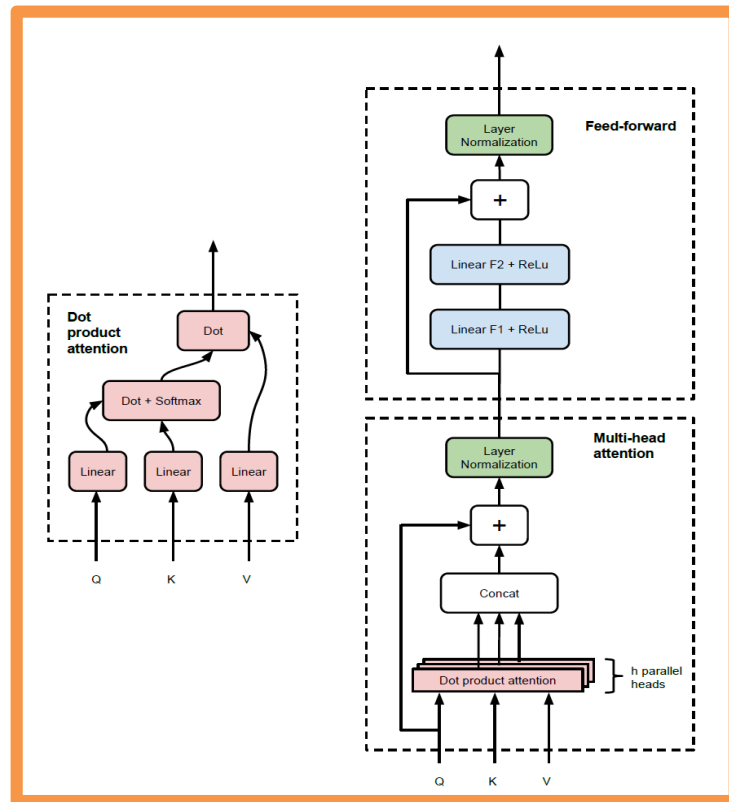 Dot
product
attention
Dot
Dot + Softmax
Linear
Linear
Linear
Q
K
V
Feed-forward
Layer
Normalization
+
Linear F2 + ReLu
Linear F1 + ReLu
Multi-head
attention
Layer
Normalization
+
Concat
Dot product attention
h parallel
heads
Q
K
V